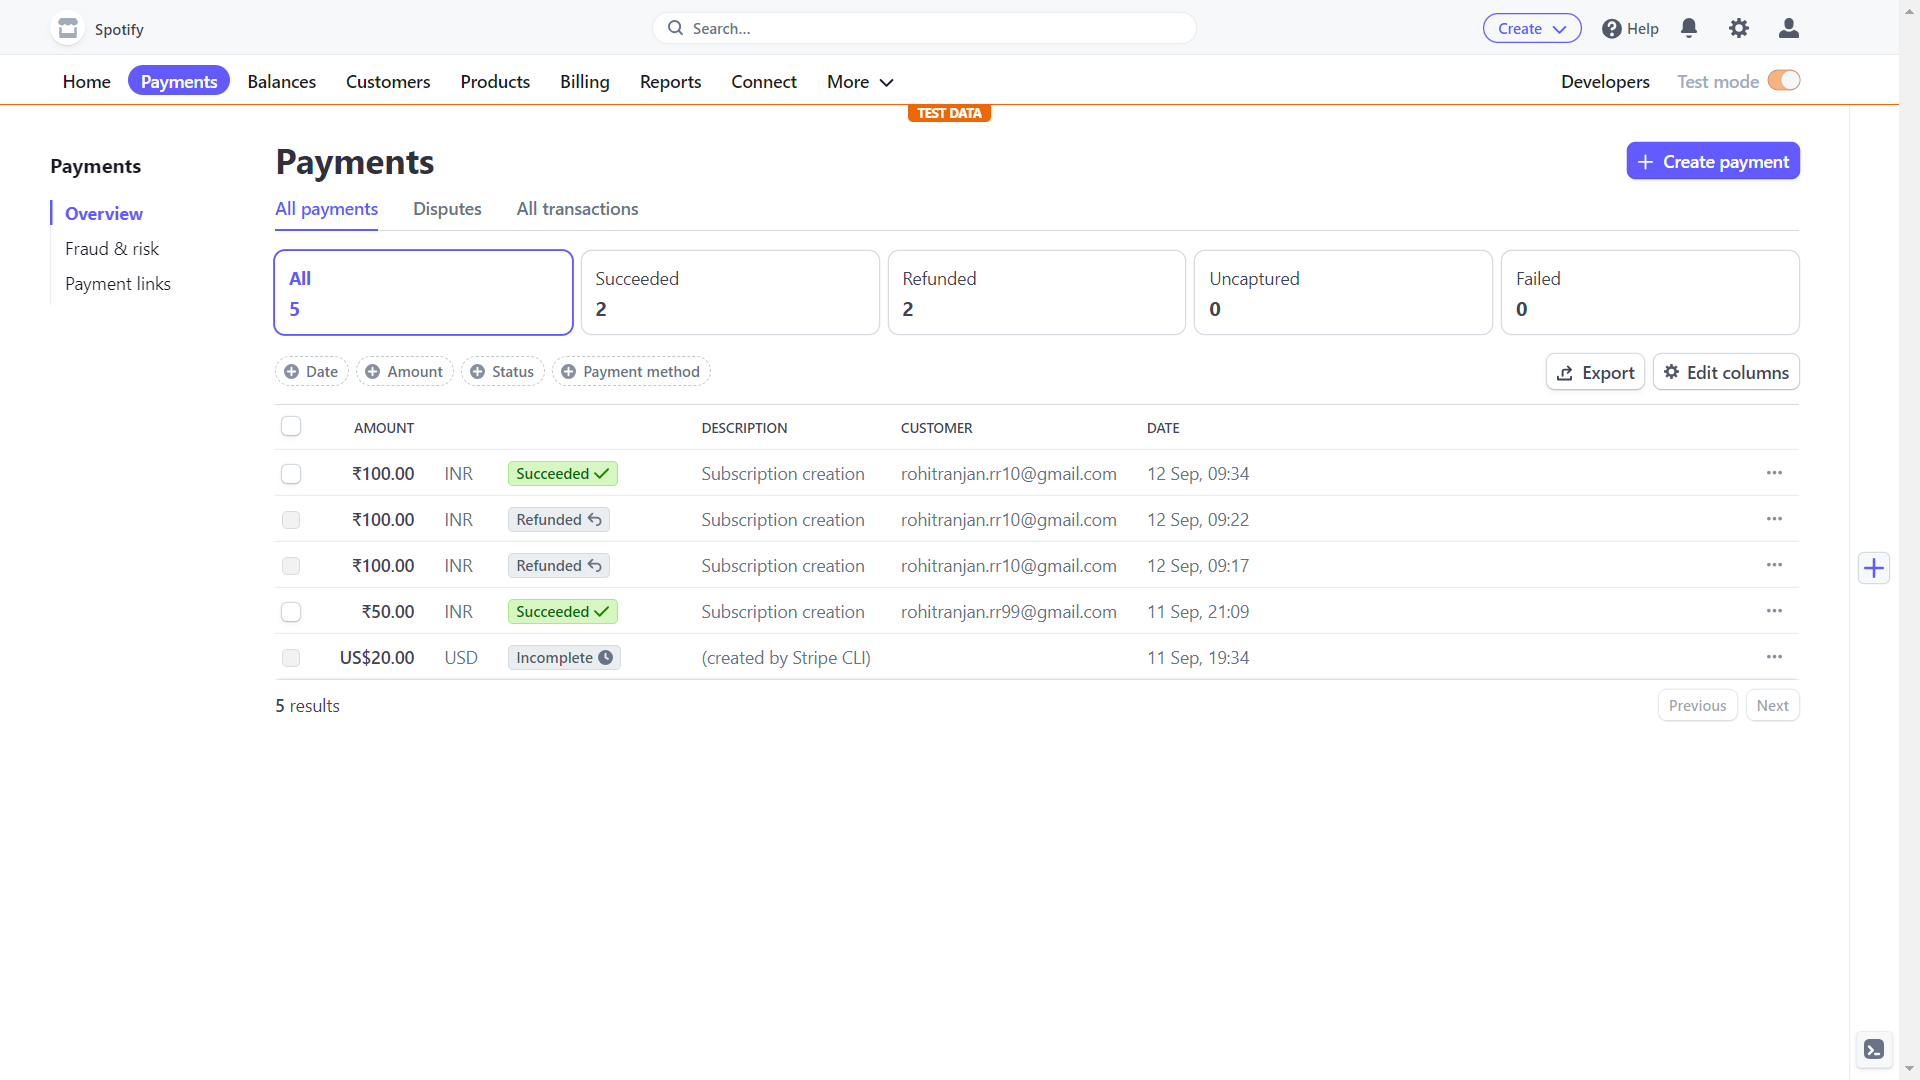 Spotify
Search...
Create
Help
Home Payments Balances Customers Products Billing Reports Connect More
Developers Test mode
TEST DATA
Payments
Overview
Fraud & risk
Payment links
Payments
Create payment
All payments Disputes All transactions
All
5
Succeeded
2
Refunded
2
Uncaptured
0
Failed
0
Date Amount Status Payment method
Export Edit columns
AMOUNT DESCRIPTION CUSTOMER DATE
₹100.00 INR Succeeded Subscription creation rohitranjan.rr10@gmail.com 12 Sep, 09:34
₹100.00 INR Refunded Subscription creation rohitranjan.rr10@gmail.com 12 Sep, 09:22
₹100.00 INR Refunded Subscription creation rohitranjan.rr10@gmail.com 12 Sep, 09:17
₹50.00 INR Succeeded Subscription creation rohitranjan.rr99@gmail.com 11 Sep, 21:09
US$20.00 USD Incomplete (created by Stripe CLI) 11 Sep, 19:34
5 results
Previous Next